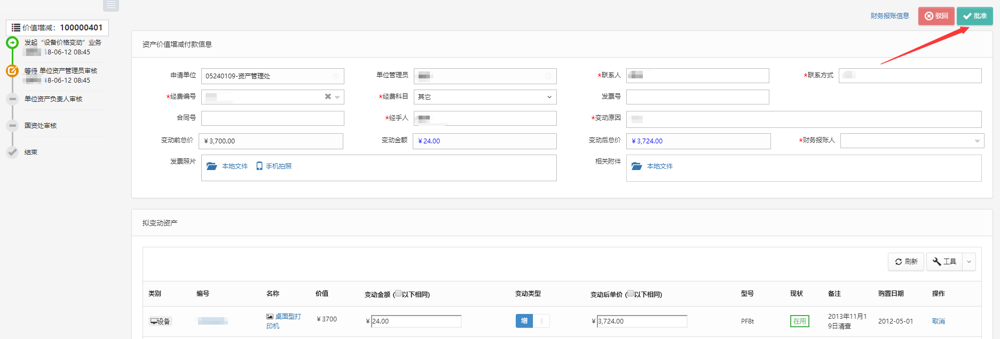 价值增减：100000401
发起“设备价格变动”业务
8-06-12 08:45
等待 单位资产管理员审核
8-06-12 08:45
单位资产负责人审核
国资处审核
结束
财务报账信息
驳回
批准
资产价值增减付款信息
申请单位 05240109-资产管理处
单位管理员
*联系人
*联系方式
*经费编号
*经费科目 其它
发票号
合同号
*经手人
*变动原因
变动前总价 ￥3,700.00
变动金额 ￥24.00
变动后总价 ￥3,724.00
*财务报账人
发票照片 本地文件 手机拍照
相关附件 本地文件
拟变动资产
刷新 工具
类别 编号 名称 价值 变动金额 (以下相同) 变动类型 变动后单价 (以下相同) 型号 现状 备注 购置日期 操作
设备 桌面型打印机 ￥3700 ￥24.00 增 ￥3,724.00 PF8t 在用 2013年11月19日清查 2012-05-01 取消